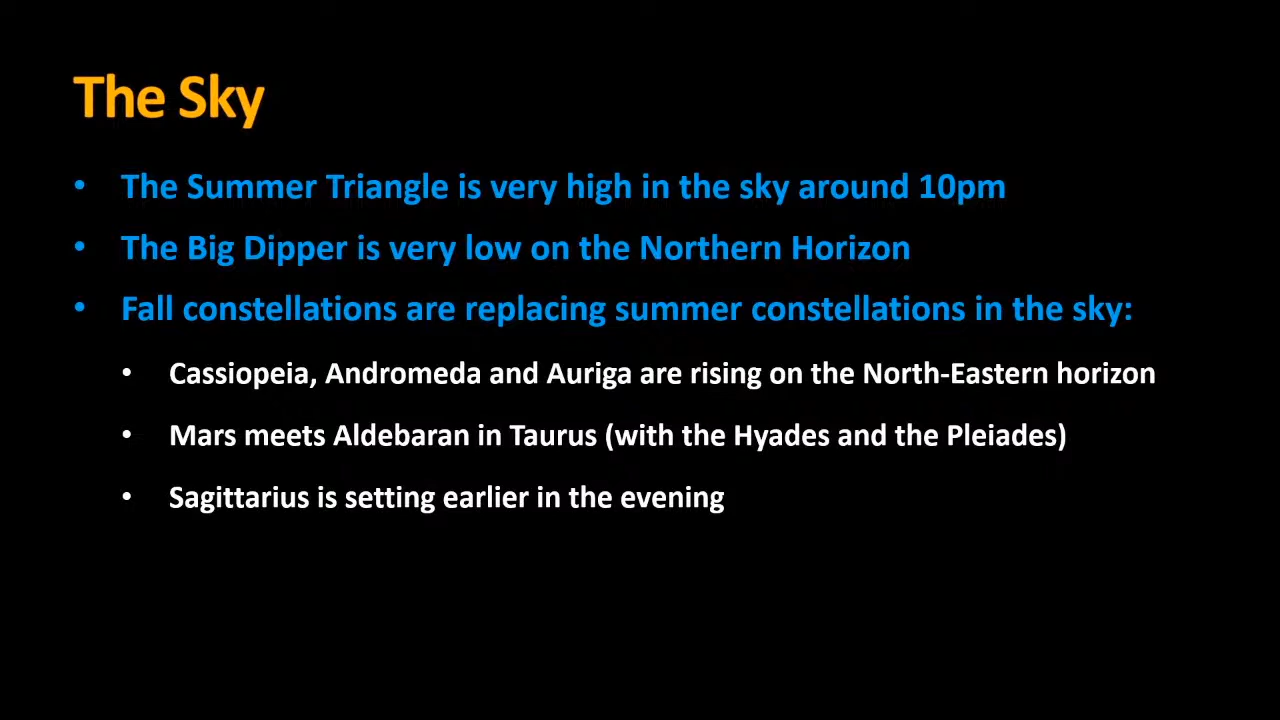 The Sky
• The Summer Triangle is very high in the sky around 10pm
• The Big Dipper is very low on the Northern Horizon
• Fall constellations are replacing summer constellations in the sky:
• Cassiopeia, Andromeda and Auriga are rising on the North-Eastern horizon
• Mars meets Aldebaran in Taurus (with the Hyades and the Pleiades)
• Sagittarius is setting earlier in the evening